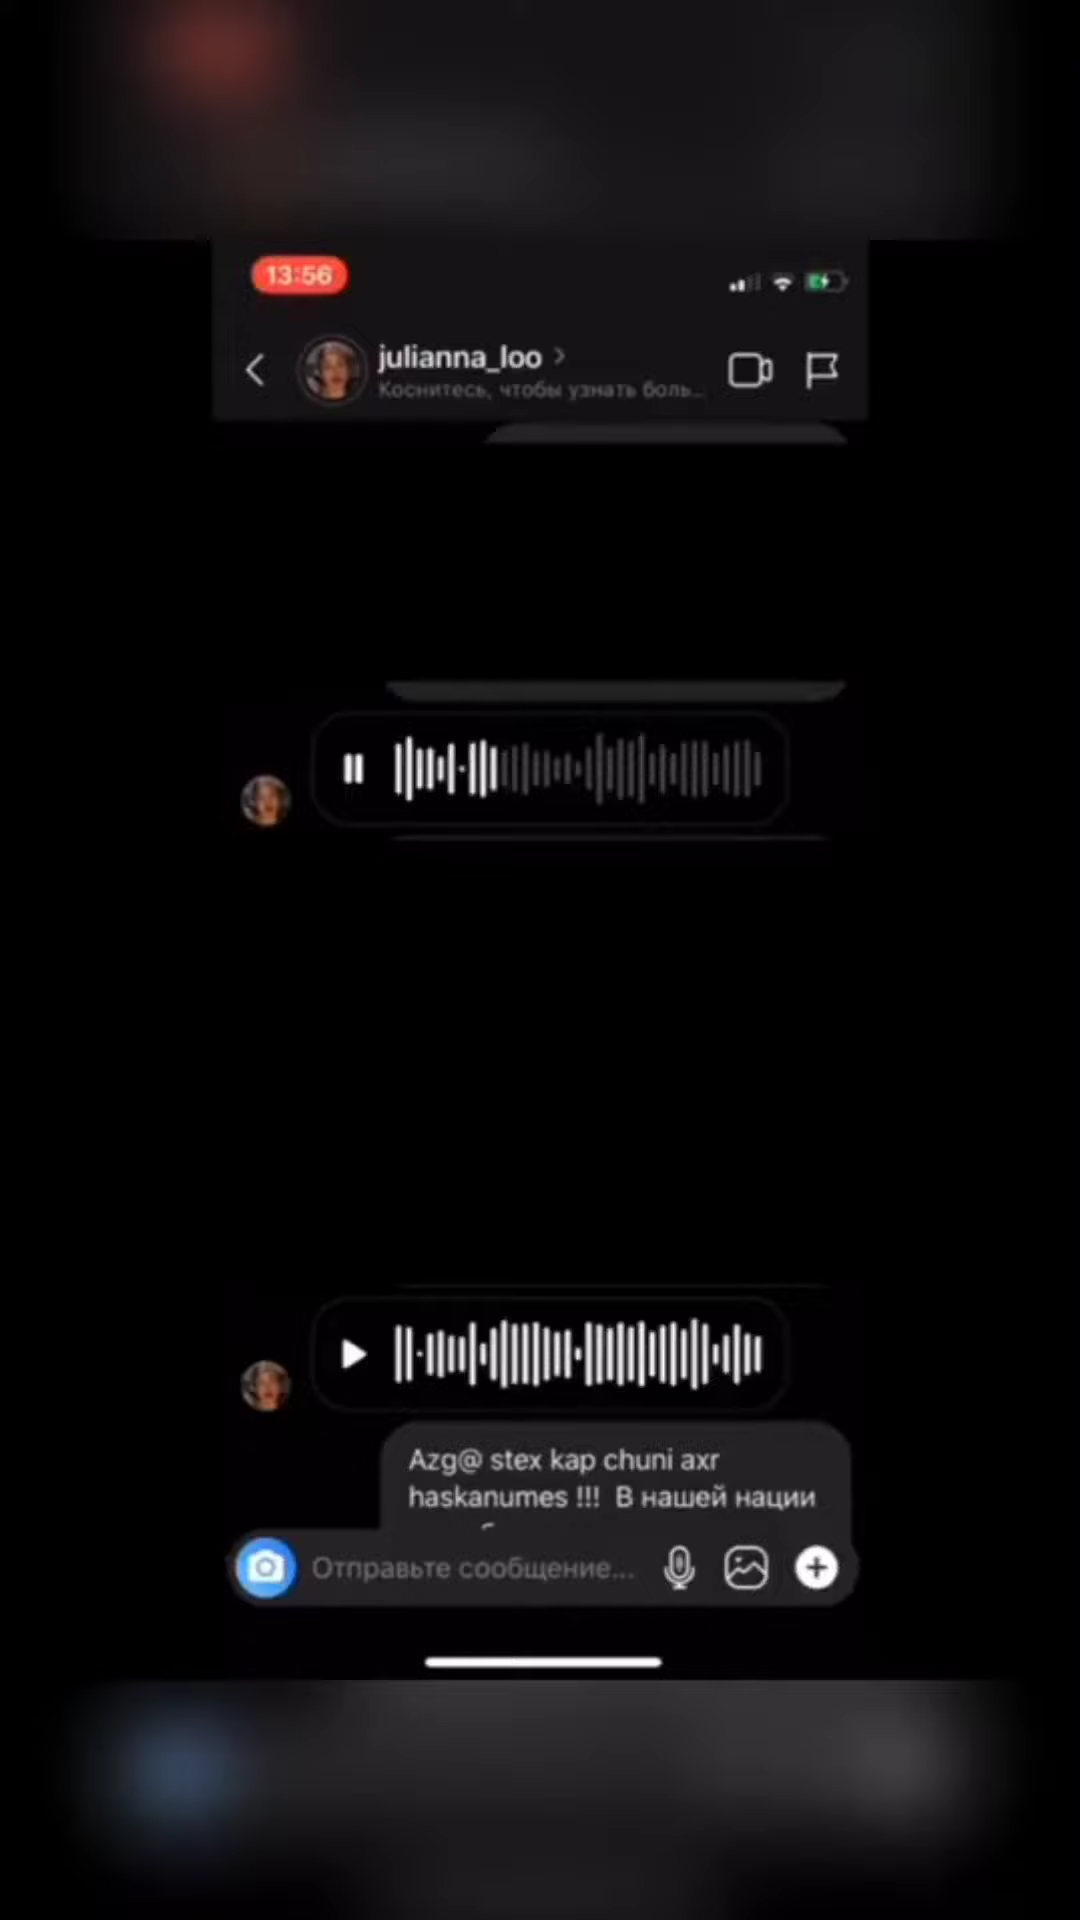 13:56
julianna_loo
Коснитесь, чтобы узнать боль...
Azg@ stex kap chuni axr
haskanumes !!! В нашей нации
Отправьте сообщение...